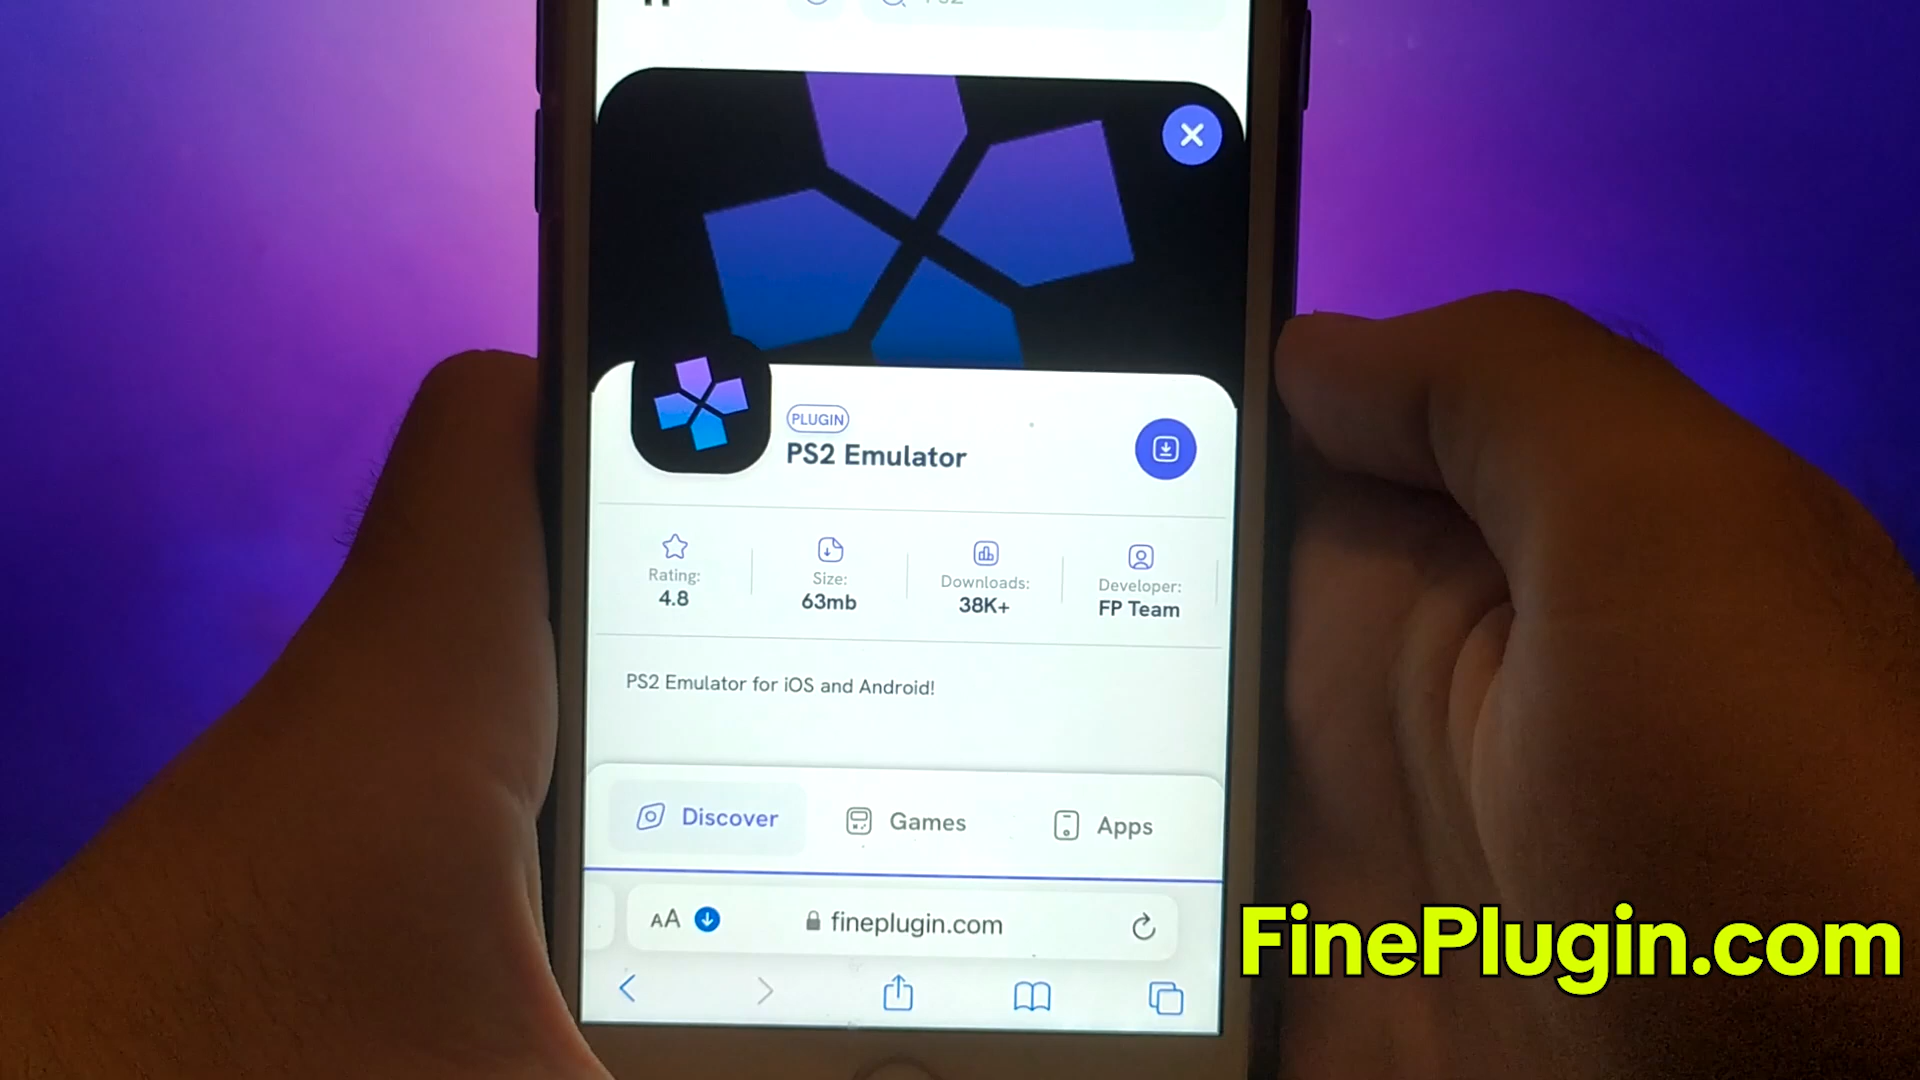 PLUGIN
PS2 Emulator
Rating:
4.8
Size:
63mb
Downloads:
38K+
Developer:
FP Team
PS2 Emulator for iOS and Android!
Discover
Games
Apps
AA
fineplugin.com
FinePlugin.com